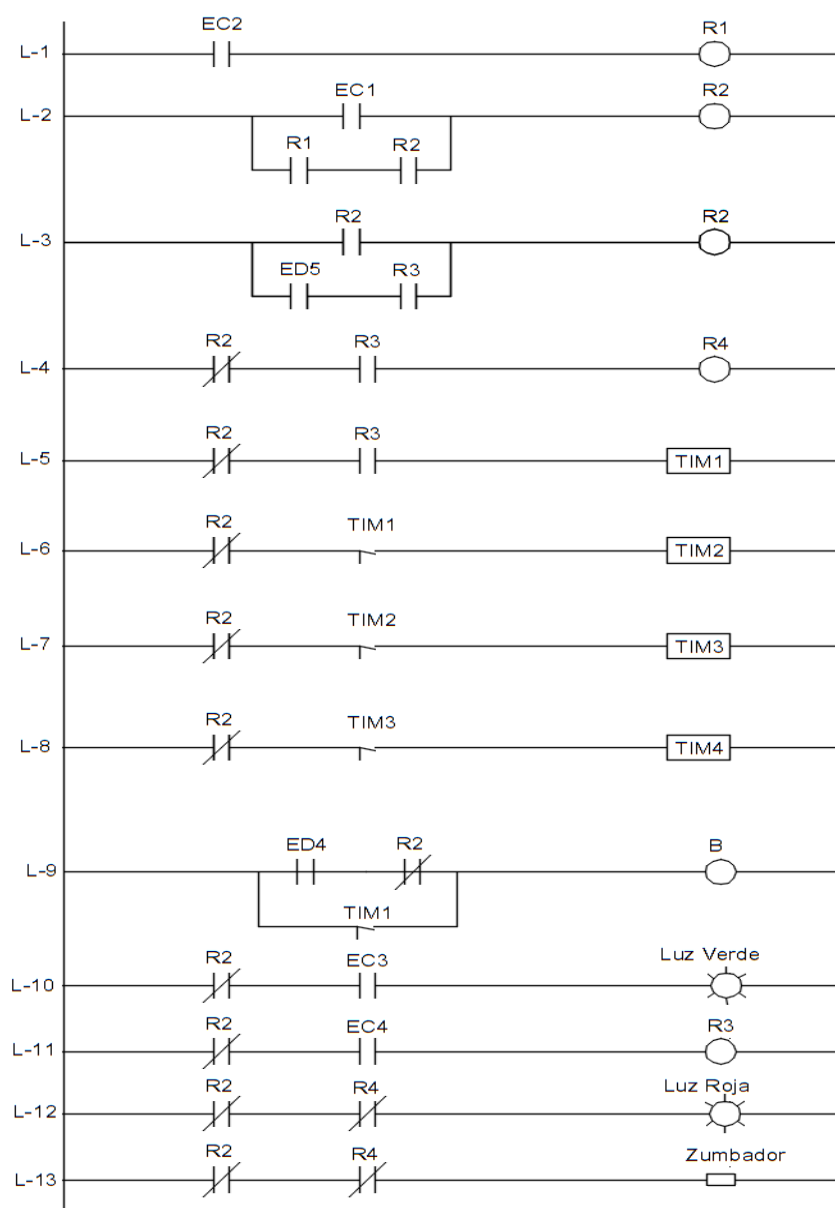 EC2 R1
L-1
EC1 R2
L-2
R1 R2
R2 R2
L-3
ED5 R3
R2 R3 R4
L-4
R2 R3
L-5 TIM1
R2 TIM1
L-6 TIM2
R2 TIM2
L-7 TIM3
R2 TIM3
L-8 TIM4
ED4 R2 B
L-9
TIM1
R2 EC3 Luz Verde
L-10
R2 EC4 R3
L-11
R2 R4 Luz Roja
L-12
R2 R4 Zumbador
L-13